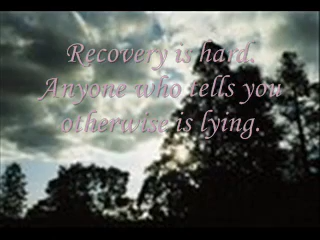 Recovery is hard.
Anyone who tells you
otherwise is lying.